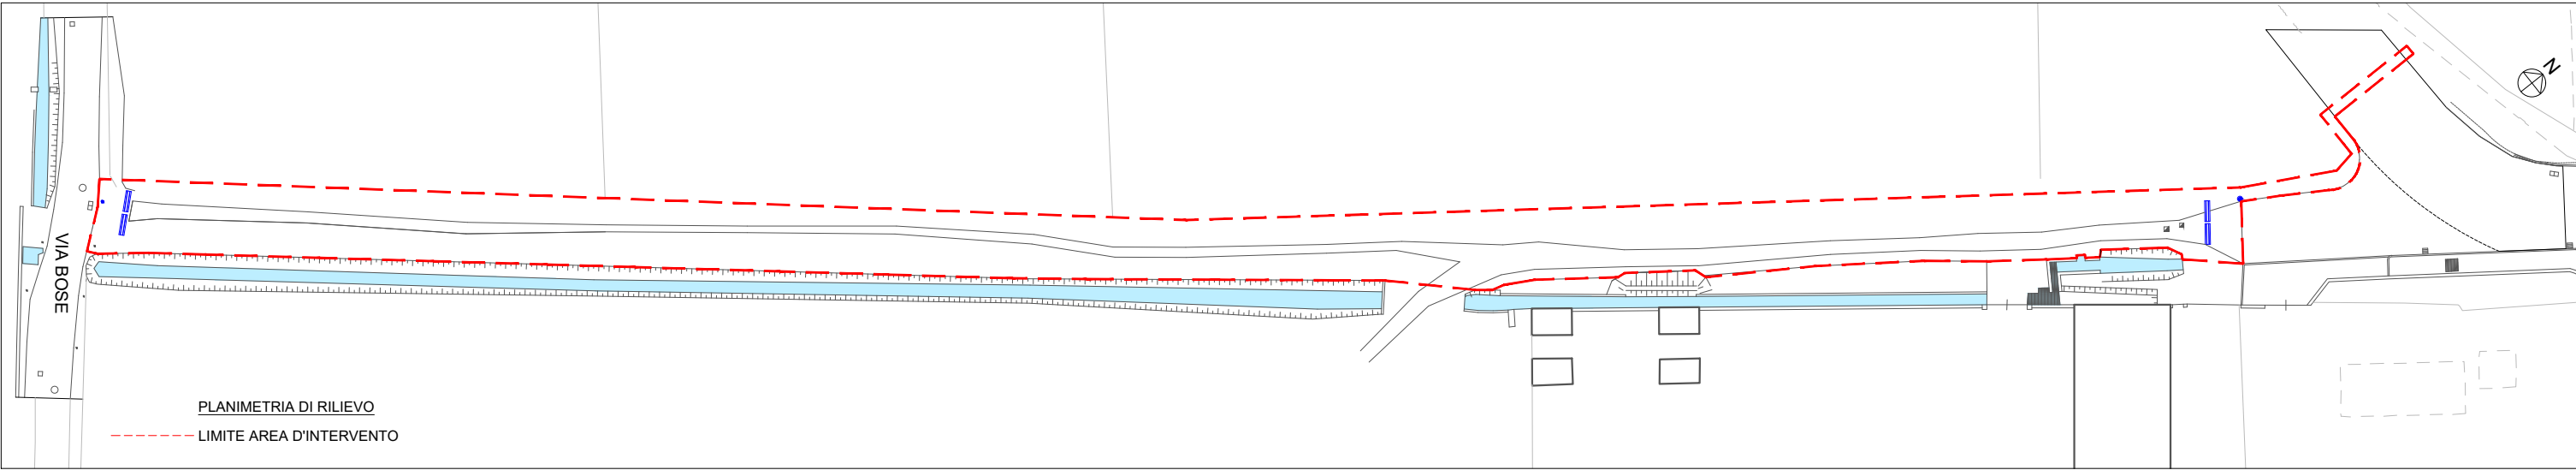 N
VIA BOSE
PLANIMETRIA DI RILIEVO
LIMITE AREA D'INTERVENTO